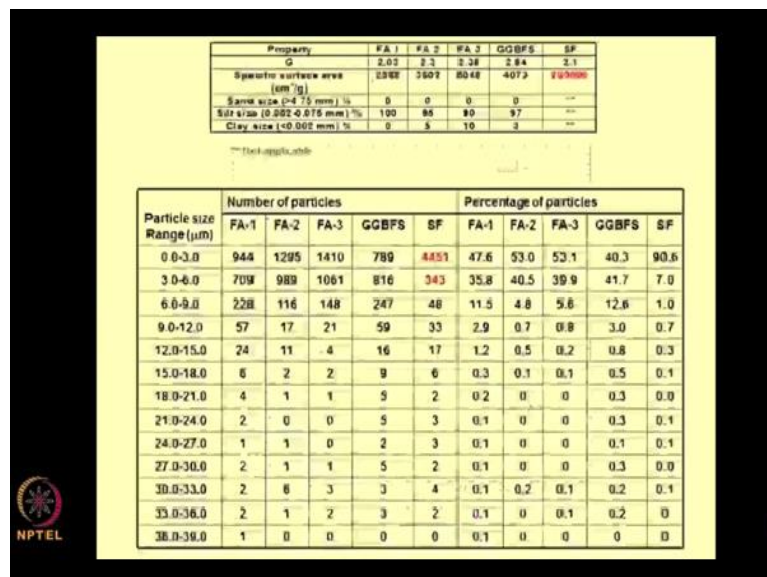 Property FA 1 FA 2 FA 3 GGBFS SF
G 2.03 2.3 2.38 2.84 2.1
Specific surface area (cm²/g) 3607 4073
Sand size (>4.75 mm) % 0 0 0 0
Silt size (0.002-0.075 mm) % 100 95 90 97
Clay size (<0.002 mm) % 0 5 10 3
Particle size Range (μm) Number of particles Percentage of particles
FA-1 FA-2 FA-3 GGBFS SF FA-1 FA-2 FA-3 GGBFS SF
0.0-3.0 944 1295 1410 789 4451 47.6 53.0 53.1 40.3 90.6
3.0-6.0 709 989 1061 816 343 35.8 40.5 39.9 41.7 7.0
6.0-9.0 228 116 148 247 48 11.5 4.8 5.6 12.6 1.0
9.0-12.0 57 17 21 59 33 2.9 0.7 0.8 3.0 0.7
12.0-15.0 24 11 4 16 17 1.2 0.5 0.2 0.8 0.3
15.0-18.0 6 2 2 9 6 0.3 0.1 0.1 0.5 0.1
18.0-21.0 4 1 1 5 2 0.2 0 0 0.3 0.0
21.0-24.0 2 0 0 5 3 0.1 0 0 0.3 0.1
24.0-27.0 1 1 0 2 3 0.1 0 0 0.1 0.1
27.0-30.0 2 1 1 5 2 0.1 0 0 0.3 0.0
30.0-33.0 2 6 3 3 4 0.1 0.2 0.1 0.2 0.1
33.0-36.0 2 1 2 3 2 0.1 0 0.1 0.2 0
36.0-39.0 1 0 0 0 0 0.1 0 0 0 0
NPTEL